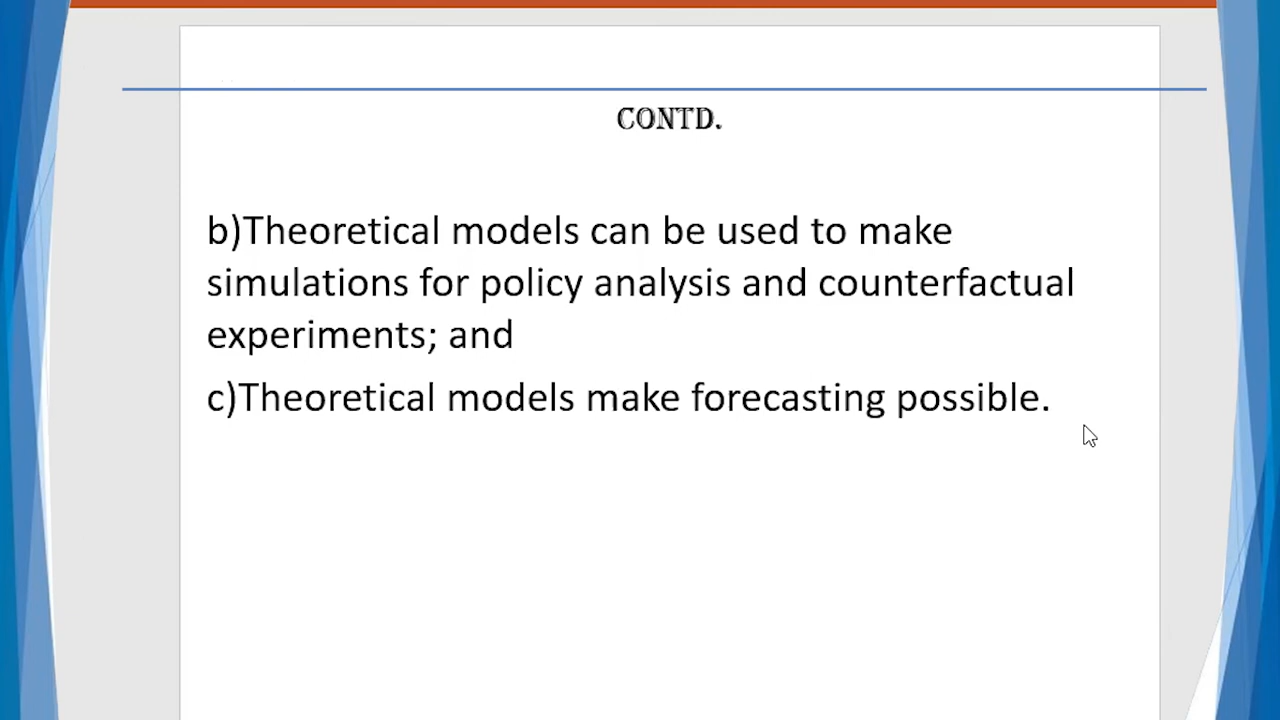 CONTD.
b)Theoretical models can be used to make
simulations for policy analysis and counterfactual
experiments; and
c)Theoretical models make forecasting possible.